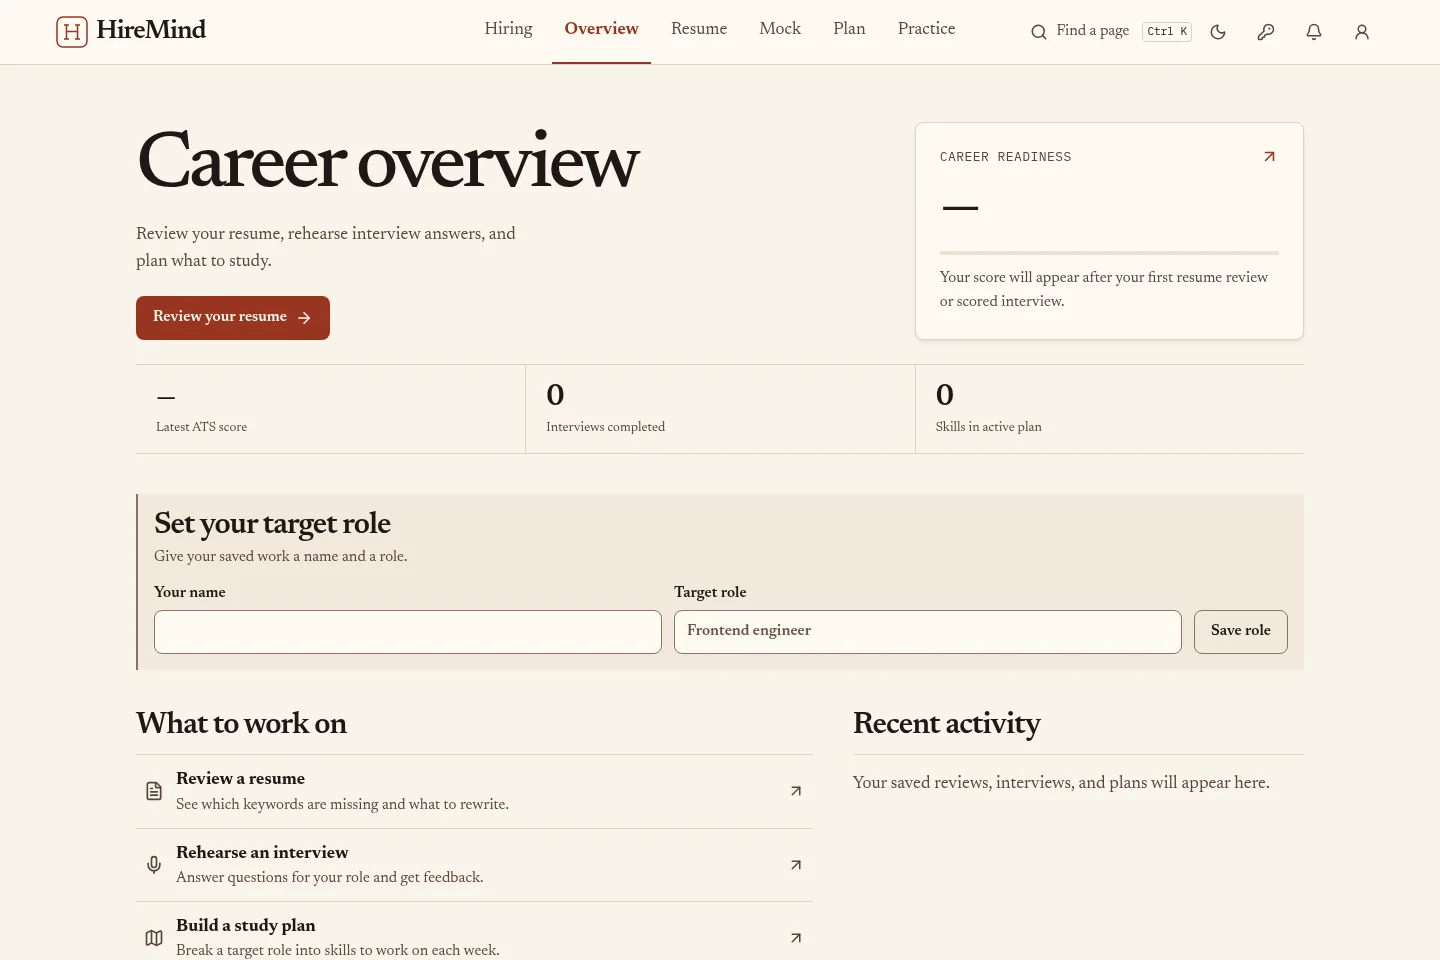 HireMind
Hiring
Overview
Resume
Mock
Plan
Practice
Find a page
Ctrl K
Career overview
Review your resume, rehearse interview answers, and
plan what to study.
Review your resume
CAREER READINESS
—
Your score will appear after your first resume review
or scored interview.
—
Latest ATS score
0
Interviews completed
0
Skills in active plan
Set your target role
Give your saved work a name and a role.
Your name
Target role
Frontend engineer
Save role
What to work on
Review a resume
See which keywords are missing and what to rewrite.
Rehearse an interview
Answer questions for your role and get feedback.
Build a study plan
Break a target role into skills to work on each week.
Recent activity
Your saved reviews, interviews, and plans will appear here.